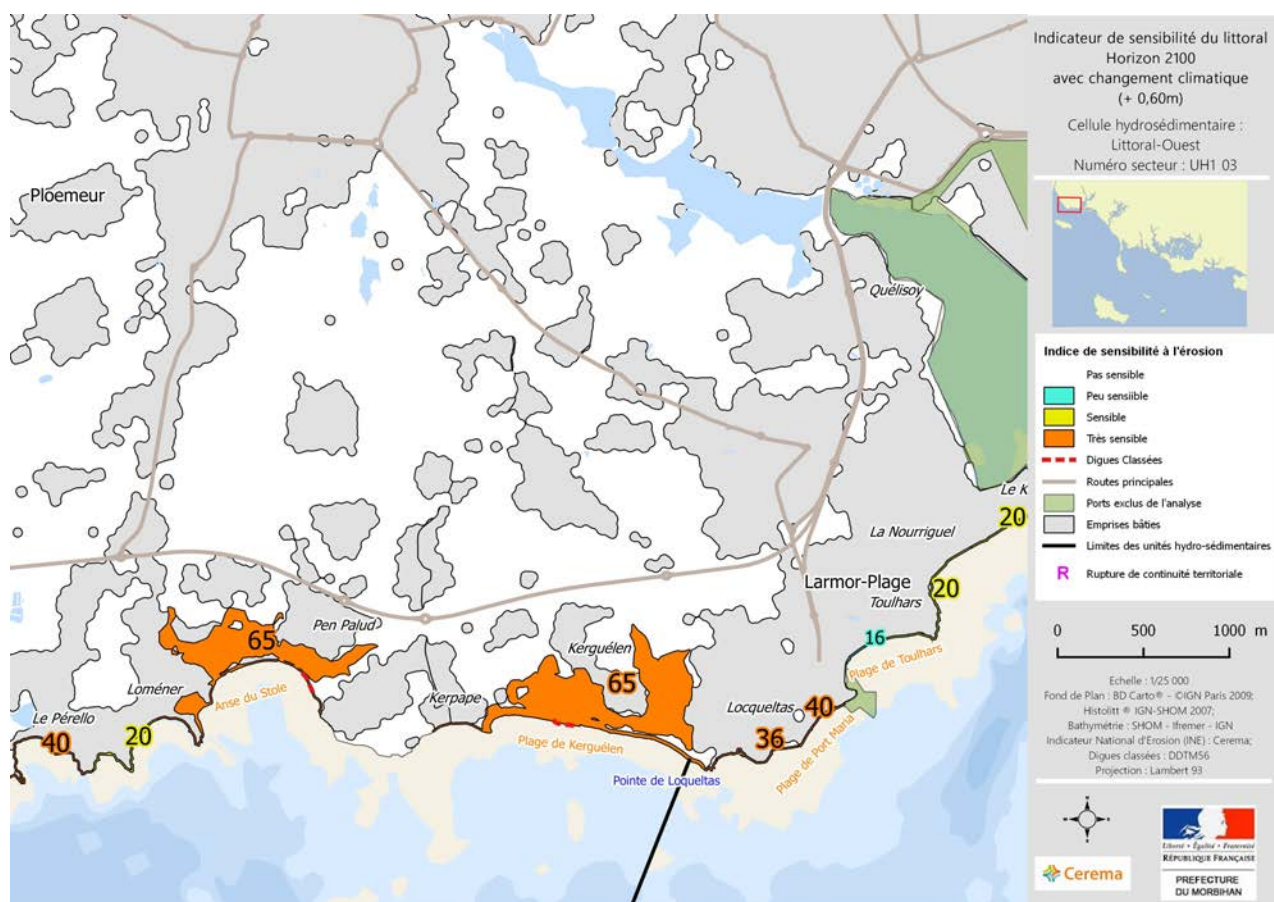 Ploemeur
Quélisoy
Le K
20
La Nourriguel
Larmor-Plage
Toulhars
20
16
Plage de Toulhars
Pen Palud
65
Kerguélen
65
Loméner
Anse du Stole
Kerpape
Locqueltas
40
Le Pérello
20
40
36
Plage de Kerguélen
Plage de Port Maria
Pointe de Loqueltas
Indicateur de sensibilité du littoral
Horizon 2100
avec changement climatique
(+ 0,60m)
Cellule hydrosédimentaire :
Littoral-Ouest
Numéro secteur : UH1 03
Indice de sensibilité à l'érosion
Pas sensible
Peu sensiible
Sensible
Très sensible
Digues Classées
Routes principales
Ports exclus de l'analyse
Emprises bâties
Limites des unités hydro-sédimentaires
R Rupture de continuité territoriale
0 500 1000 m
Echelle : 1/25 000
Fond de Plan : BD Carto® - ©IGN Paris 2009;
Histolitt ® IGN-SHOM 2007;
Bathymétrie : SHOM - Ifremer - IGN
Indicateur National d'Erosion (INE) : Cerema;
Digues classées : DDTM56
Projection : Lambert 93
Cerema
Liberté • Égalité • Fraternité
RÉPUBLIQUE FRANÇAISE
PREFECTURE
DU MORBIHAN